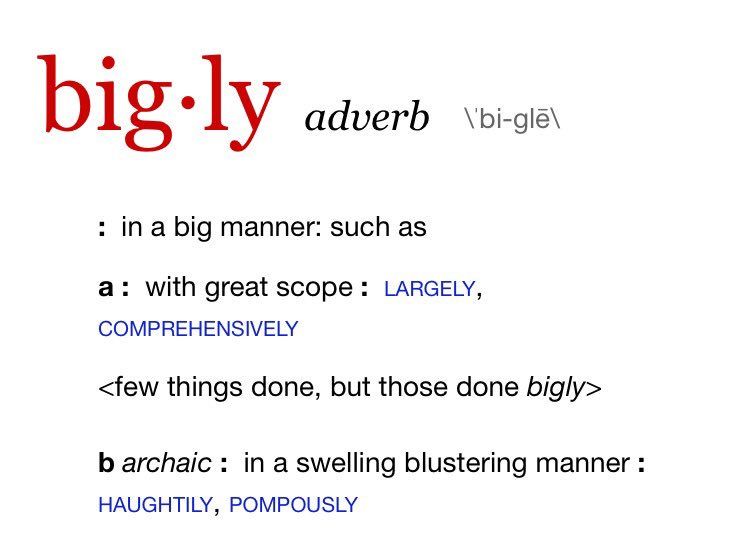 big·ly adverb \ˈbi-glē\
: in a big manner: such as
a : with great scope : LARGELY,
COMPREHENSIVELY
<few things done, but those done bigly>
b archaic : in a swelling blustering manner :
HAUGHTILY, POMPOUSLY